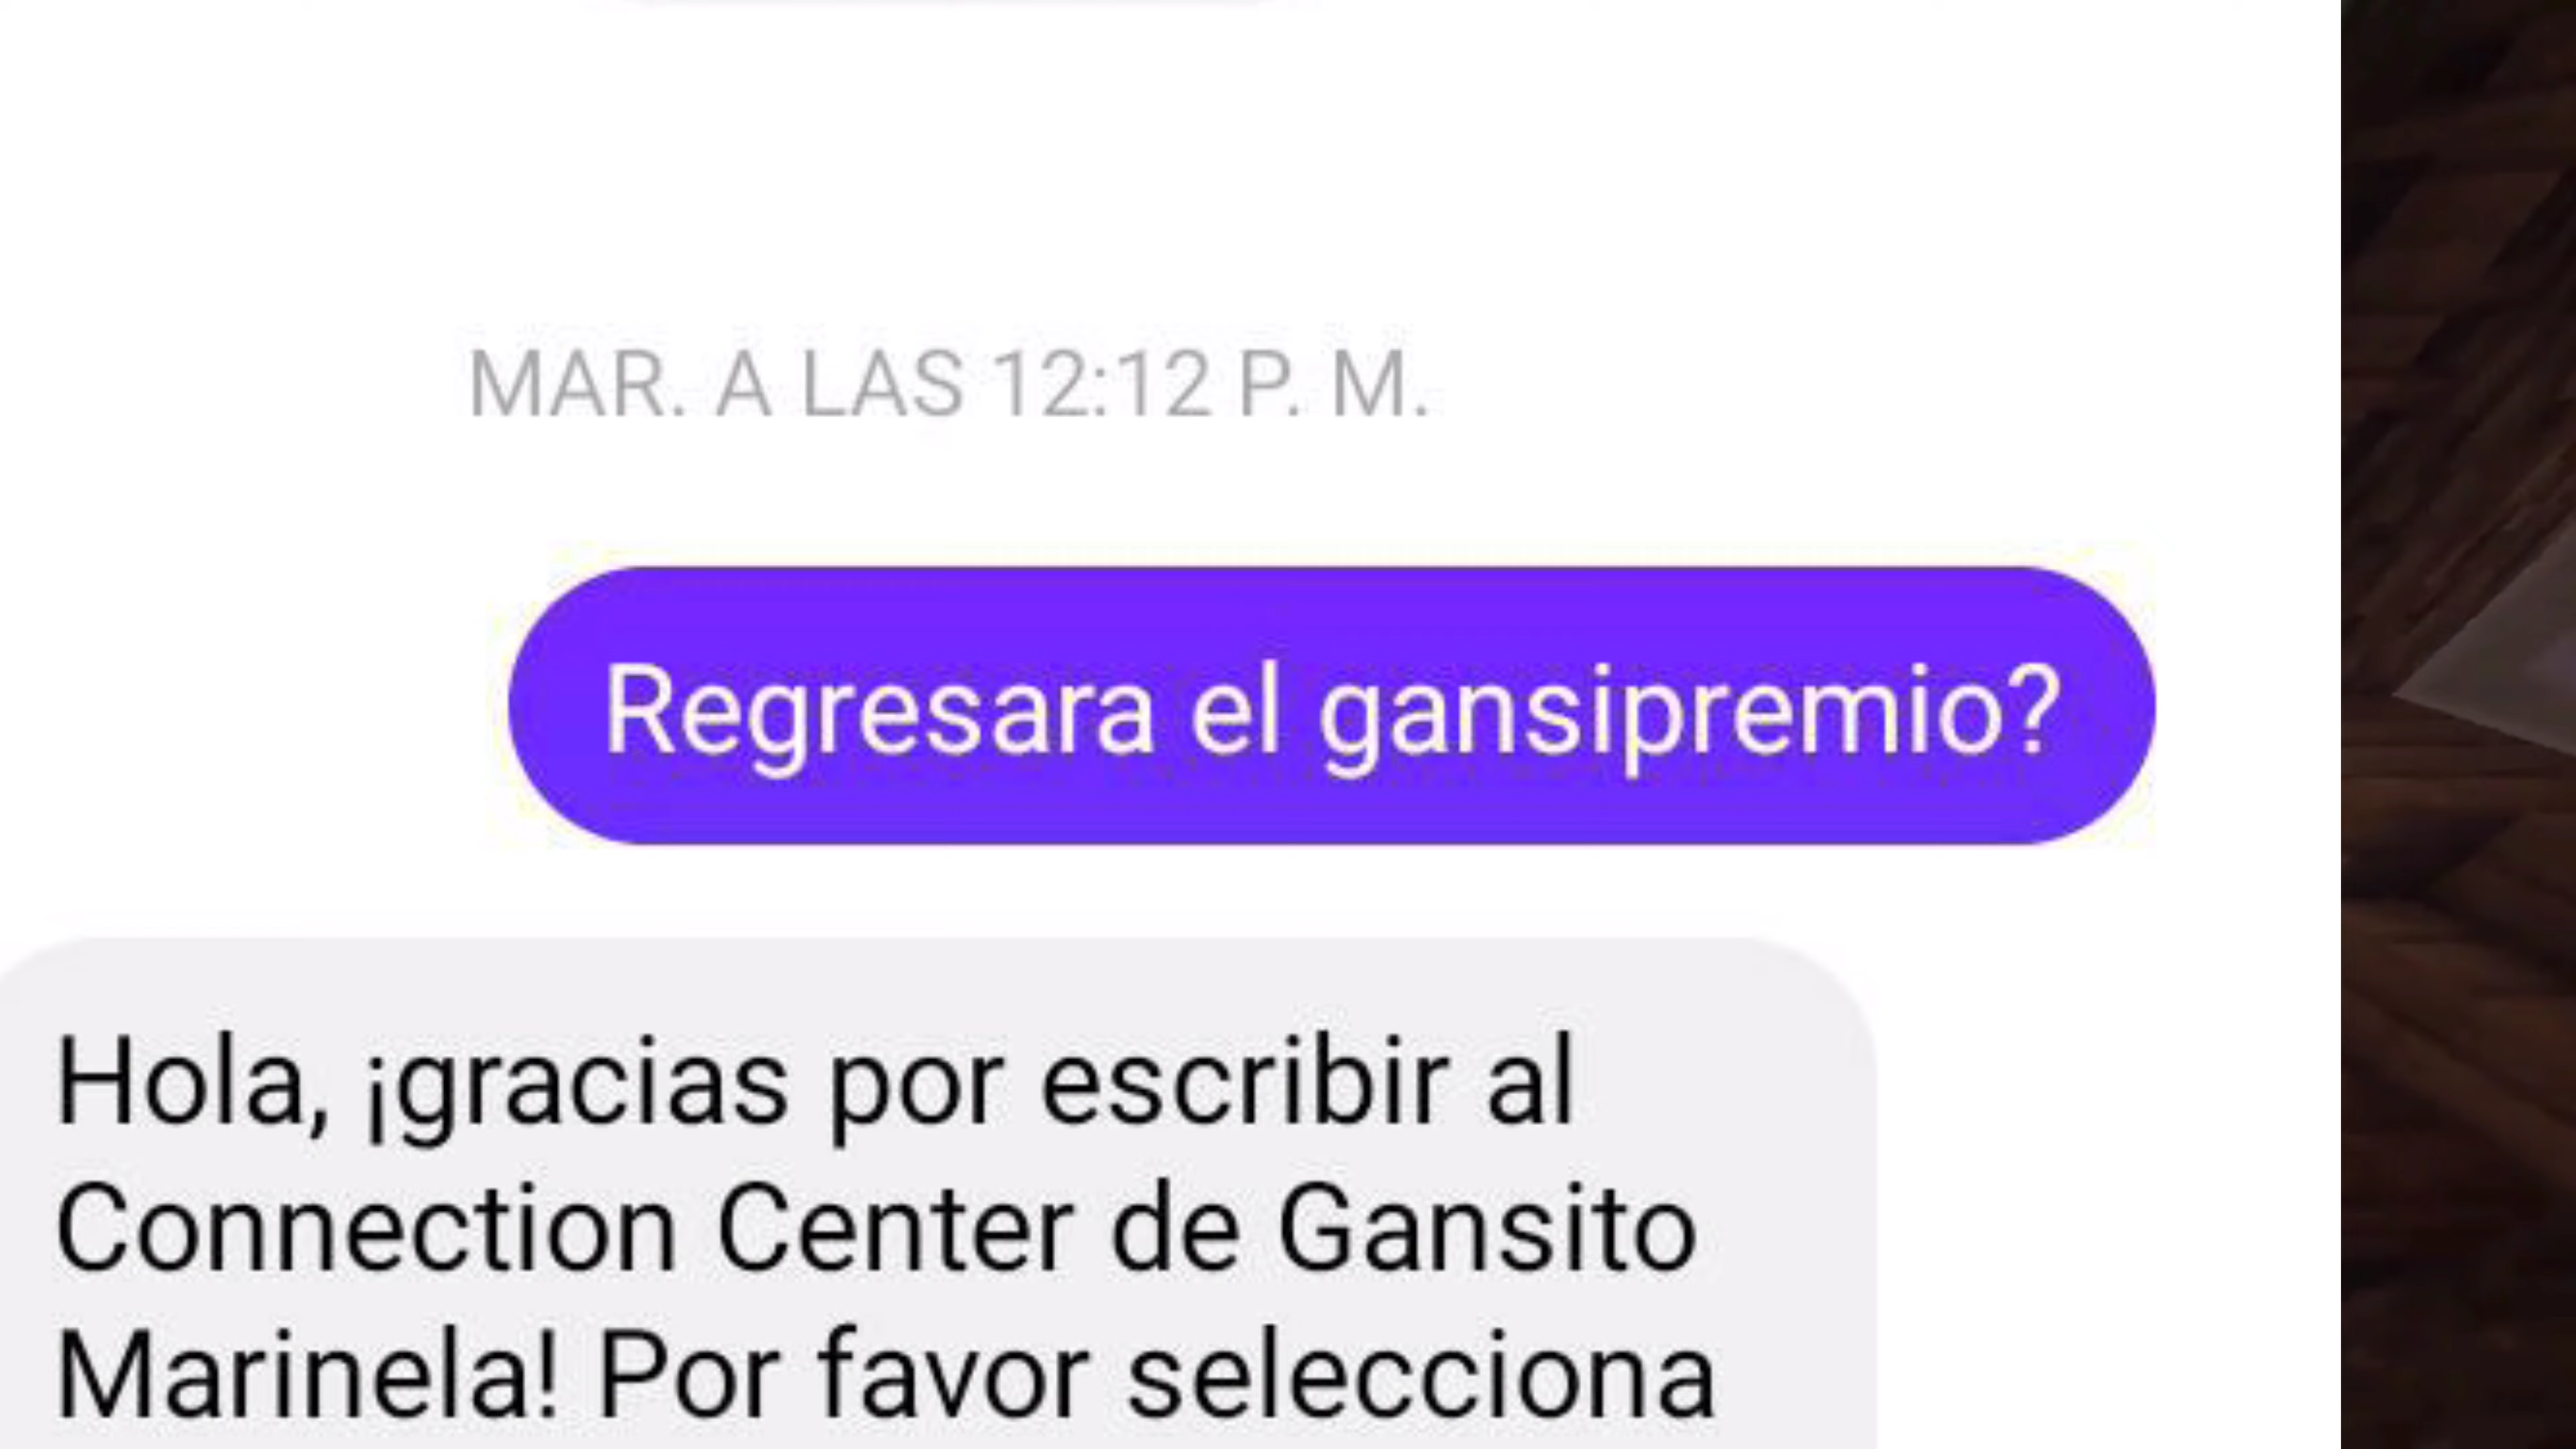 MAR. A LAS 12:12 P. M.
Regresara el gansipremio?
Hola, ¡gracias por escribir al
Connection Center de Gansito
Marinela! Por favor selecciona